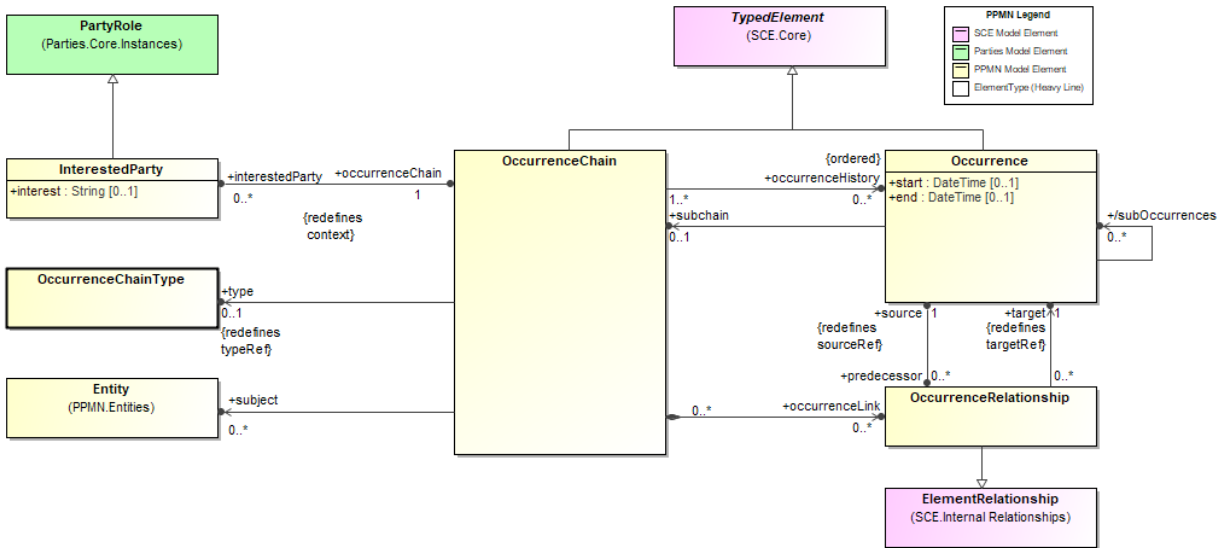 PartyRole
(Parties.Core.Instances)
TypedElement
(SCE.Core)
PPMN Legend
SCE Model Element
Parties Model Element
PPMN Model Element
ElementType (Heavy Line)
InterestedParty
+interest : String [0..1]
+interestedParty
0..*
{redefines
context}
+occurrenceChain
1
OccurrenceChain
{ordered}
+occurrenceHistory
1..*
0..*
+subchain
0..1
Occurrence
+start : DateTime [0..1]
+end : DateTime [0..1]
+/subOccurrences
0..*
OccurrenceChainType
+type
0..1
{redefines
typeRef}
+source
1
{redefines
sourceRef}
+target
1
{redefines
targetRef}
+predecessor
0..*
0..*
Entity
(PPMN.Entities)
+subject
0..*
0..*
+occurrenceLink
0..*
OccurrenceRelationship
ElementRelationship
(SCE.Internal Relationships)